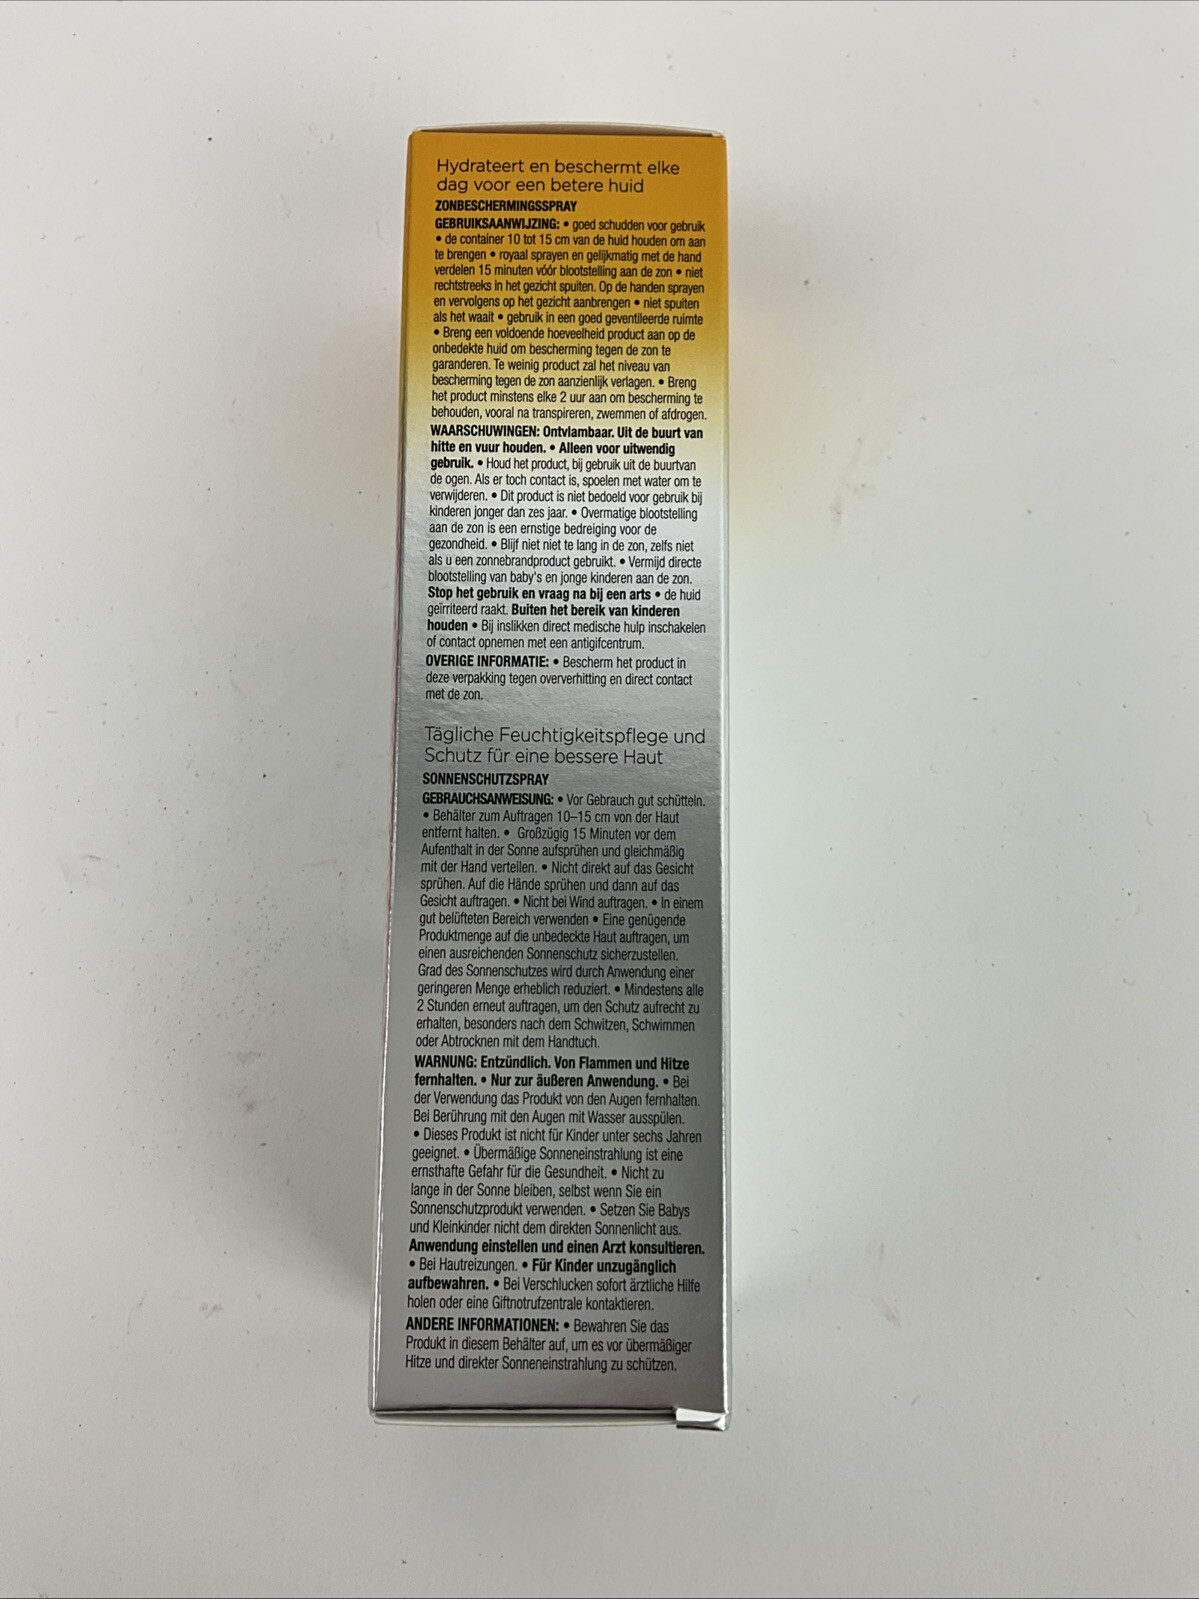 Hydrateert en beschermt elke
dag voor een betere huid
ZONBESCHERMINGSSPRAY
GEBRUIKSAANWIJZING: • goed schudden voor gebruik
• de container 10 tot 15 cm van de huid houden om aan
te brengen • royaal sprayen en gelijkmatig met de hand
verdelen 15 minuten vóór blootstelling aan de zon • niet
rechtstreeks in het gezicht spuiten. Op de handen sprayen
en vervolgens op het gezicht aanbrengen • niet spuiten
als het waait • gebruik in een goed geventileerde ruimte
• Breng een voldoende hoeveelheid product aan op de
onbedekte huid om bescherming tegen de zon te
garanderen. Te weinig product zal het niveau van
bescherming tegen de zon aanzienlijk verlagen. • Breng
het product minstens elke 2 uur aan om bescherming te
behouden, vooral na transpireren, zwemmen of afdrogen.
WAARSCHUWINGEN: Ontvlambaar. Uit de buurt van
hitte en vuur houden. • Alleen voor uitwendig
gebruik. • Houd het product, bij gebruik uit de buurtvan
de ogen. Als er toch contact is, spoelen met water om te
verwijderen. • Dit product is niet bedoeld voor gebruik bij
kinderen jonger dan zes jaar. • Overmatige blootstelling
aan de zon is een ernstige bedreiging voor de
gezondheid. • Blijf niet niet te lang in de zon, zelfs niet
als u een zonnebrandproduct gebruikt. • Vermijd directe
blootstelling van baby's en jonge kinderen aan de zon.
Stop het gebruik en vraag na bij een arts • de huid
geïrriteerd raakt. Buiten het bereik van kinderen
houden • Bij inslikken direct medische hulp inschakelen
of contact opnemen met een antigifcentrum.
OVERIGE INFORMATIE: • Bescherm het product in
deze verpakking tegen oververhitting en direct contact
met de zon.
Tägliche Feuchtigkeitspflege und
Schutz für eine bessere Haut
SONNENSCHUTZSPRAY
GEBRAUCHSANWEISUNG: • Vor Gebrauch gut schütteln.
• Behälter zum Auftragen 10–15 cm von der Haut
entfernt halten. • Großzügig 15 Minuten vor dem
Aufenthalt in der Sonne aufsprühen und gleichmäßig
mit der Hand verteilen. • Nicht direkt auf das Gesicht
sprühen. Auf die Hände sprühen und dann auf das
Gesicht auftragen. • Nicht bei Wind auftragen. • In einem
gut belüfteten Bereich verwenden • Eine genügende
Produktmenge auf die unbedeckte Haut auftragen, um
einen ausreichenden Sonnenschutz sicherzustellen.
Grad des Sonnenschutzes wird durch Anwendung einer
geringeren Menge erheblich reduziert. • Mindestens alle
2 Stunden erneut auftragen, um den Schutz aufrecht zu
erhalten, besonders nach dem Schwitzen, Schwimmen
oder Abtrocknen mit dem Handtuch.
WARNUNG: Entzündlich. Von Flammen und Hitze
fernhalten. • Nur zur äußeren Anwendung. • Bei
der Verwendung das Produkt von den Augen fernhalten.
Bei Berührung mit den Augen mit Wasser ausspülen.
• Dieses Produkt ist nicht für Kinder unter sechs Jahren
geeignet. • Übermäßige Sonneneinstrahlung ist eine
ernsthafte Gefahr für die Gesundheit. • Nicht zu
lange in der Sonne bleiben, selbst wenn Sie ein
Sonnenschutzprodukt verwenden. • Setzen Sie Babys
und Kleinkinder nicht dem direkten Sonnenlicht aus.
Anwendung einstellen und einen Arzt konsultieren.
• Bei Hautreizungen. • Für Kinder unzugänglich
aufbewahren. • Bei Verschlucken sofort ärztliche Hilfe
holen oder eine Giftnotrufzentrale kontaktieren.
ANDERE INFORMATIONEN: • Bewahren Sie das
Produkt in diesem Behälter auf, um es vor übermäßiger
Hitze und direkter Sonneneinstrahlung zu schützen.